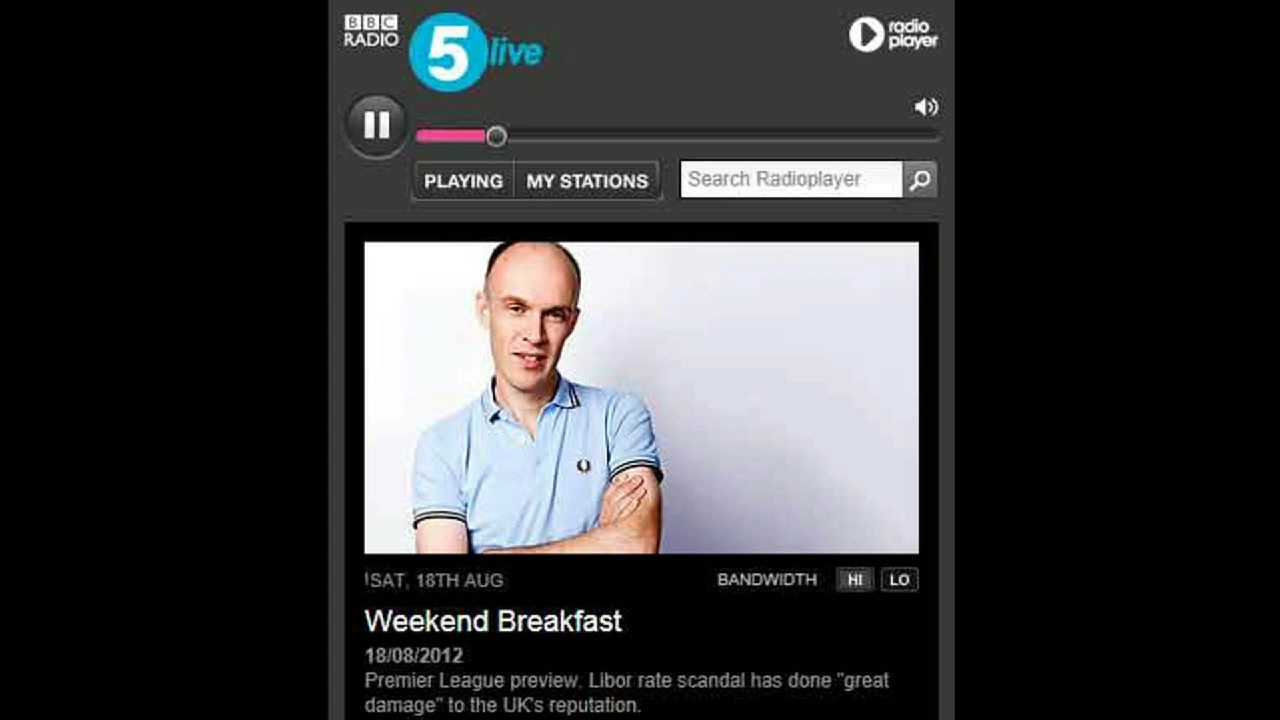 BBC
RADIO
5 live
radio
player
PLAYING MY STATIONS Search Radioplayer
SAT, 18TH AUG BANDWIDTH HI LO
Weekend Breakfast
18/08/2012
Premier League preview. Libor rate scandal has done "great
damage" to the UK's reputation.